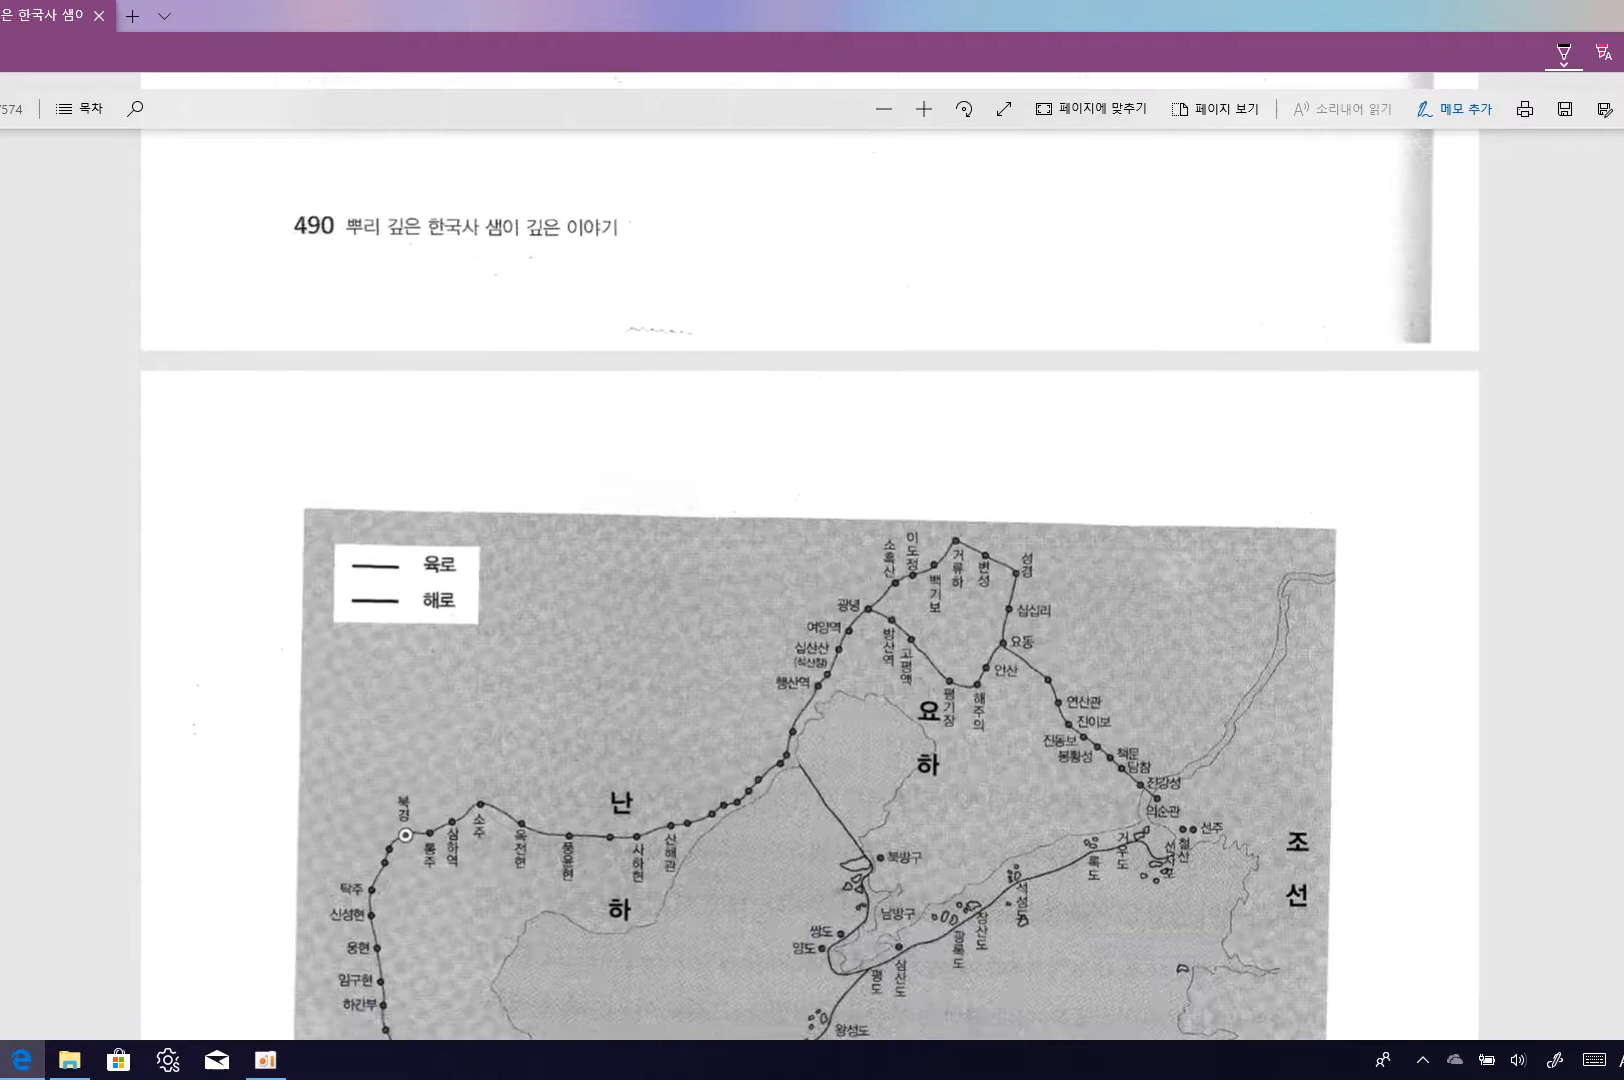 은 한국사 샘이
574
목차
페이지에 맞추기
페이지 보기
소리내어 읽기
메모 추가
490 뿌리 깊은 한국사 샘이 깊은 이야기
육로
해로
소흑산
이도정
백기보
거류하
변성
성경
광녕
여양역
십산산
행산역
방산역
고평역
평기장
해주의
안산
요동
십십리
요하
연산관
진이보
진동보
봉황성
책문
탐참
진강성
의순관
선주
철산
선사포
거우도
록도
석성도
장산도
광록도
삼산도
평도
북방구
남방구
쌍도
양도
왕성도
조선
난하
북경
통주
삼하역
소주
옥전현
풍윤현
사하현
산해관
탁주
신성현
웅현
임구현
하간부